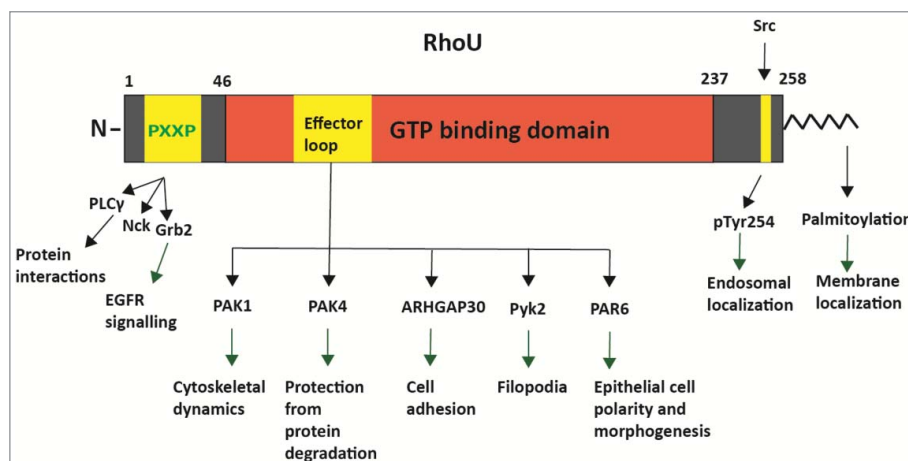 RhoU
Src
1
46
237
258
N–
PXXP
Effector
loop
GTP binding domain
PLCγ
Nck
Grb2
pTyr254
Palmitoylation
Protein
interactions
EGFR
signalling
PAK1
PAK4
ARHGAP30
Pyk2
PAR6
Endosomal
localization
Membrane
localization
Cytoskeletal
dynamics
Protection
from
protein
degradation
Cell
adhesion
Filopodia
Epithelial cell
polarity and
morphogenesis